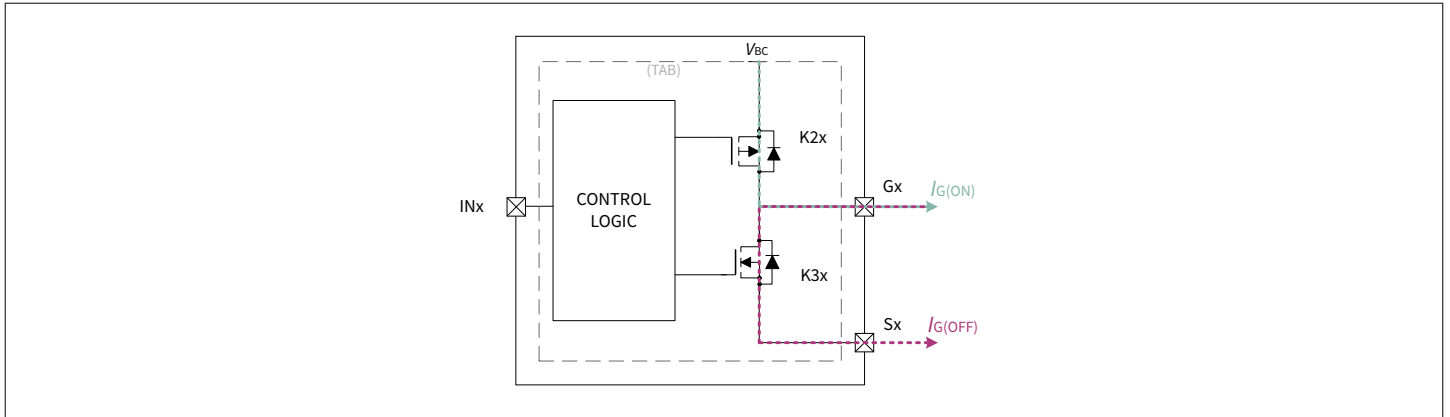 VBC
(TAB)
K2x
Gx
IG(ON)
INx
CONTROL
LOGIC
K3x
Sx
IG(OFF)